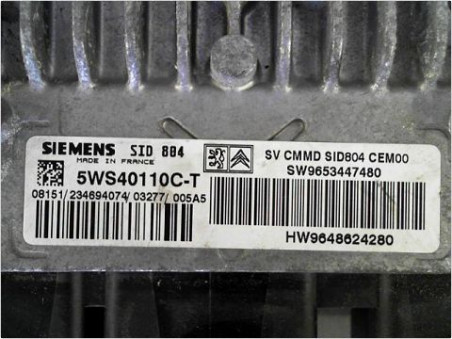 SIEMENS SID 804
MADE IN FRANCE
5WS40110C-T
08151/234694074/03277/005A5
SV CMMD SID804 CEM00
SW9653447480
HW9648624280